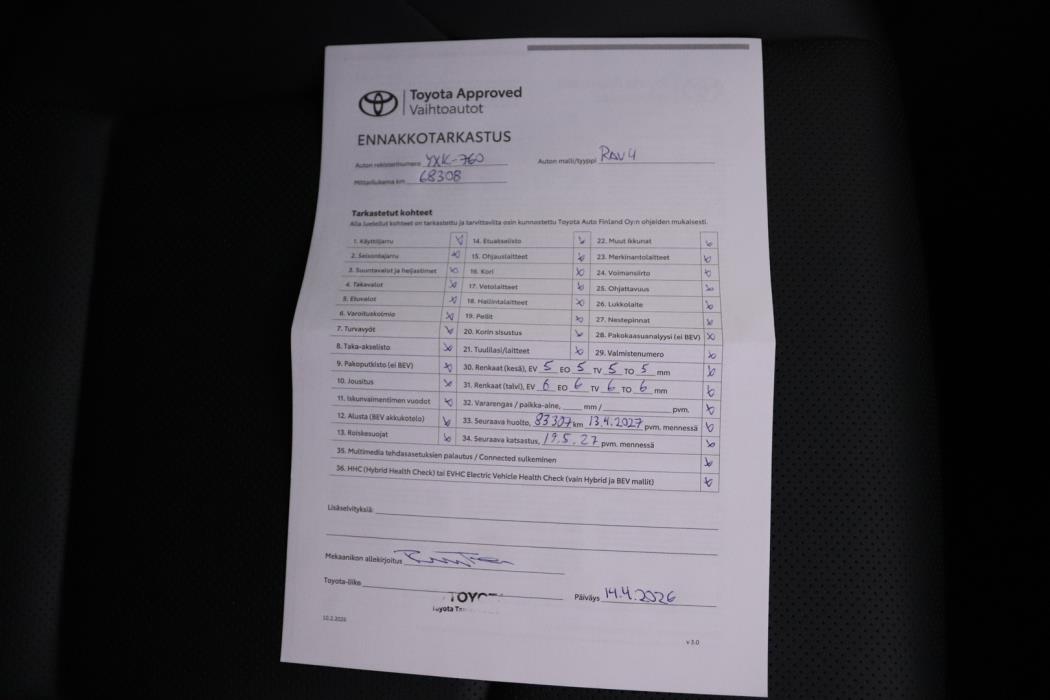 Toyota Approved
Vaihtoautot
ENNAKKOTARKASTUS
Auton rekisterinumero YXK-760 Auton malli/tyyppi RAV4
Mittarilukema km 68308
Tarkastetut kohteet
Alla luetellut kohteet on tarkastettu ja tarvittavilta osin kunnostettu Toyota Auto Finland Oy:n ohjeiden mukaisesti.
1. Käyttöjarru 14. Etuakselisto 22. Muut ikkunat
2. Seisontajarru 15. Ohjauslaitteet 23. Merkinantolaitteet
3. Suuntavalot ja heijastimet 16. Kori 24. Voimansiirto
4. Takavalot 17. Vetolaitteet 25. Ohjattavuus
5. Etuvalot 18. Hallintalaitteet 26. Lukkolaite
6. Varoituskolmio 19. Peilit 27. Nestepinnat
7. Turvavyöt 20. Korin sisustus 28. Pakokaasuanalyysi (ei BEV)
8. Taka-akselisto 21. Tuulilasi/laitteet 29. Valmistenumero
9. Pakoputkisto (ei BEV) 30. Renkaat (kesä), EV 5 EO 5 TV 5 TO 5 mm
10. Jousitus 31. Renkaat (talvi), EV 6 EO 6 TV 6 TO 6 mm
11. Iskunvaimentimen vuodot 32. Vararengas / paikka-aine, mm / pvm.
12. Alusta (BEV akkukotelo) 33. Seuraava huolto, 83307 km 13.4.2027 pvm. mennessä
13. Roiskesuojat 34. Seuraava katsastus, 19.5.27 pvm. mennessä
35. Multimedia tehdasasetuksien palautus / Connected sulkeminen
36. HHC (Hybrid Health Check) tai EVHC Electric Vehicle Health Check (vain Hybrid ja BEV mallit)
Lisäselvityksiä:
Mekaanikon allekirjoitus
Toyota-liike Päiväys 14.4.2026
TOYOT
Toyota
10.2.2026 v 3.0